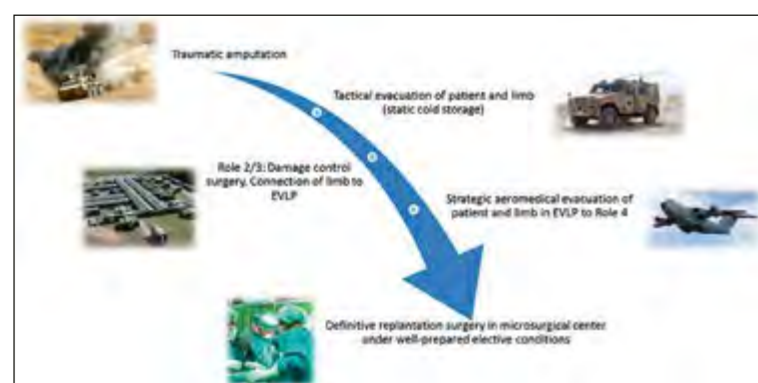 Traumatic amputation
Tactical evacuation of patient and limb
(static cold storage)
Role 2/3: Damage control
surgery. Connection of limb to
EVLP
Strategic aeromedical evacuation of
patient and limb in EVLP to Role 4
Definitive replantation surgery in microsurgical center
under well-prepared elective conditions